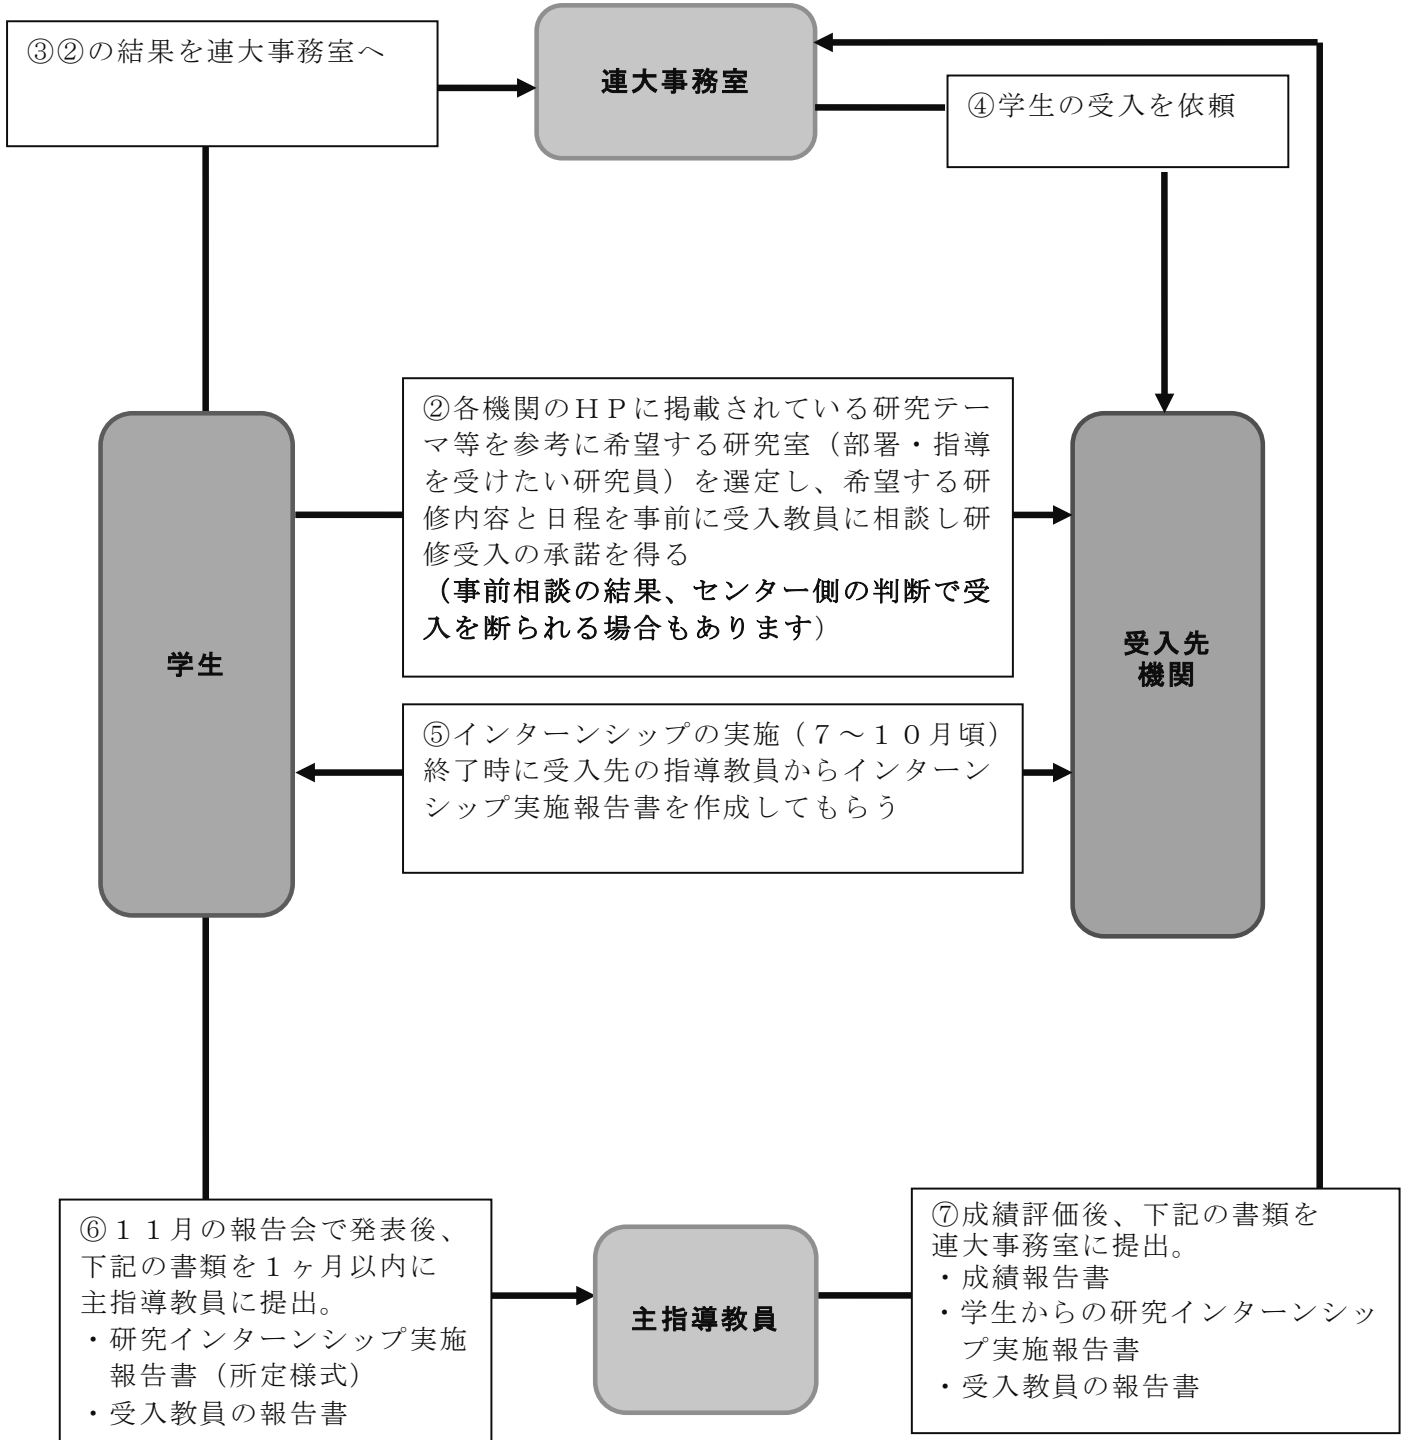 ③②の結果を連大事務室へ
連大事務室
④学生の受入を依頼
②各機関のＨＰに掲載されている研究テー
マ等を参考に希望する研究室（部署・指導
を受けたい研究員）を選定し、希望する研
修内容と日程を事前に受入教員に相談し研
修受入の承諾を得る
（事前相談の結果、センター側の判断で受
入を断られる場合もあります）
学生
受入先
機関
⑤インターンシップの実施（７～１０月頃）
終了時に受入先の指導教員からインターン
シップ実施報告書を作成してもらう
⑥１１月の報告会で発表後、
下記の書類を１ヶ月以内に
主指導教員に提出。
・研究インターンシップ実施
報告書（所定様式）
・受入教員の報告書
主指導教員
⑦成績評価後、下記の書類を
連大事務室に提出。
・成績報告書
・学生からの研究インターンシッ
プ実施報告書
・受入教員の報告書